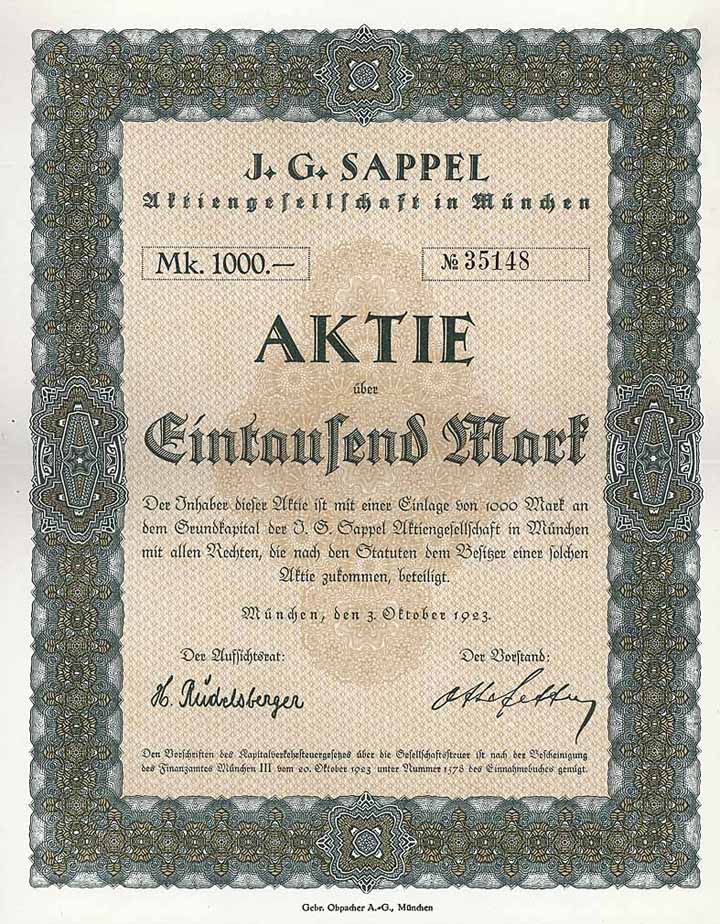 J. G. SAPPEL
Aktiengesellschaft in München
Mk. 1000.—
№ 35148
AKTIE
über
Eintausend Mark
Der Inhaber dieser Aktie ist mit einer Einlage von 1000 Mark an
dem Grundkapital der J. G. Sappel Aktiengesellschaft in München
mit allen Rechten, die nach den Statuten dem Besitzer einer solchen
Aktie zukommen, beteiligt.
München, den 3. Oktober 1923.
Der Aufsichtsrat:
Der Vorstand:
H. Rüdelsberger
Den Vorschriften des Kapitalverkehrsteuergesetzes über die Gesellschaftsteuer ist nach der Bescheinigung
des Finanzamtes München III vom 20. Oktober 1923 unter Nummer 1578 des Einnahmebuches genügt.
Gebr. Obpacher A.-G., München